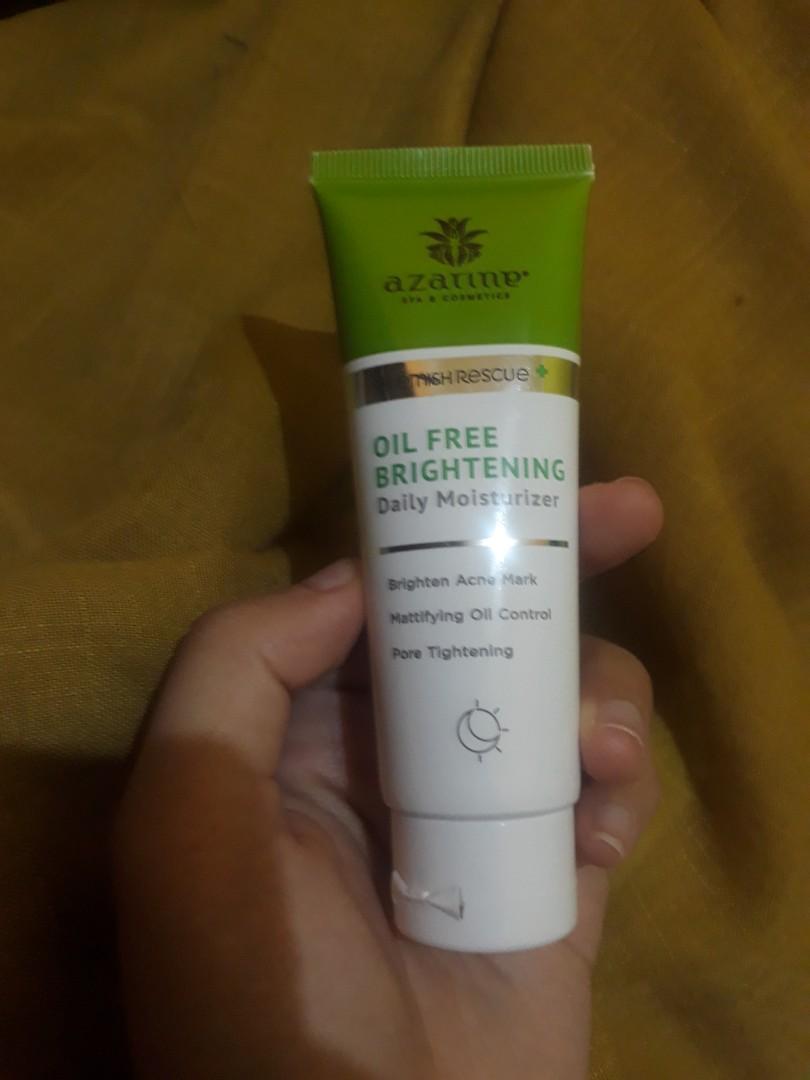 azarine
SPA & COSMETICS
RESCUE
OIL FREE
BRIGHTENING
Daily Moisturizer
Brighten Acne Mark
Mattifying Oil Control
Pore Tightening